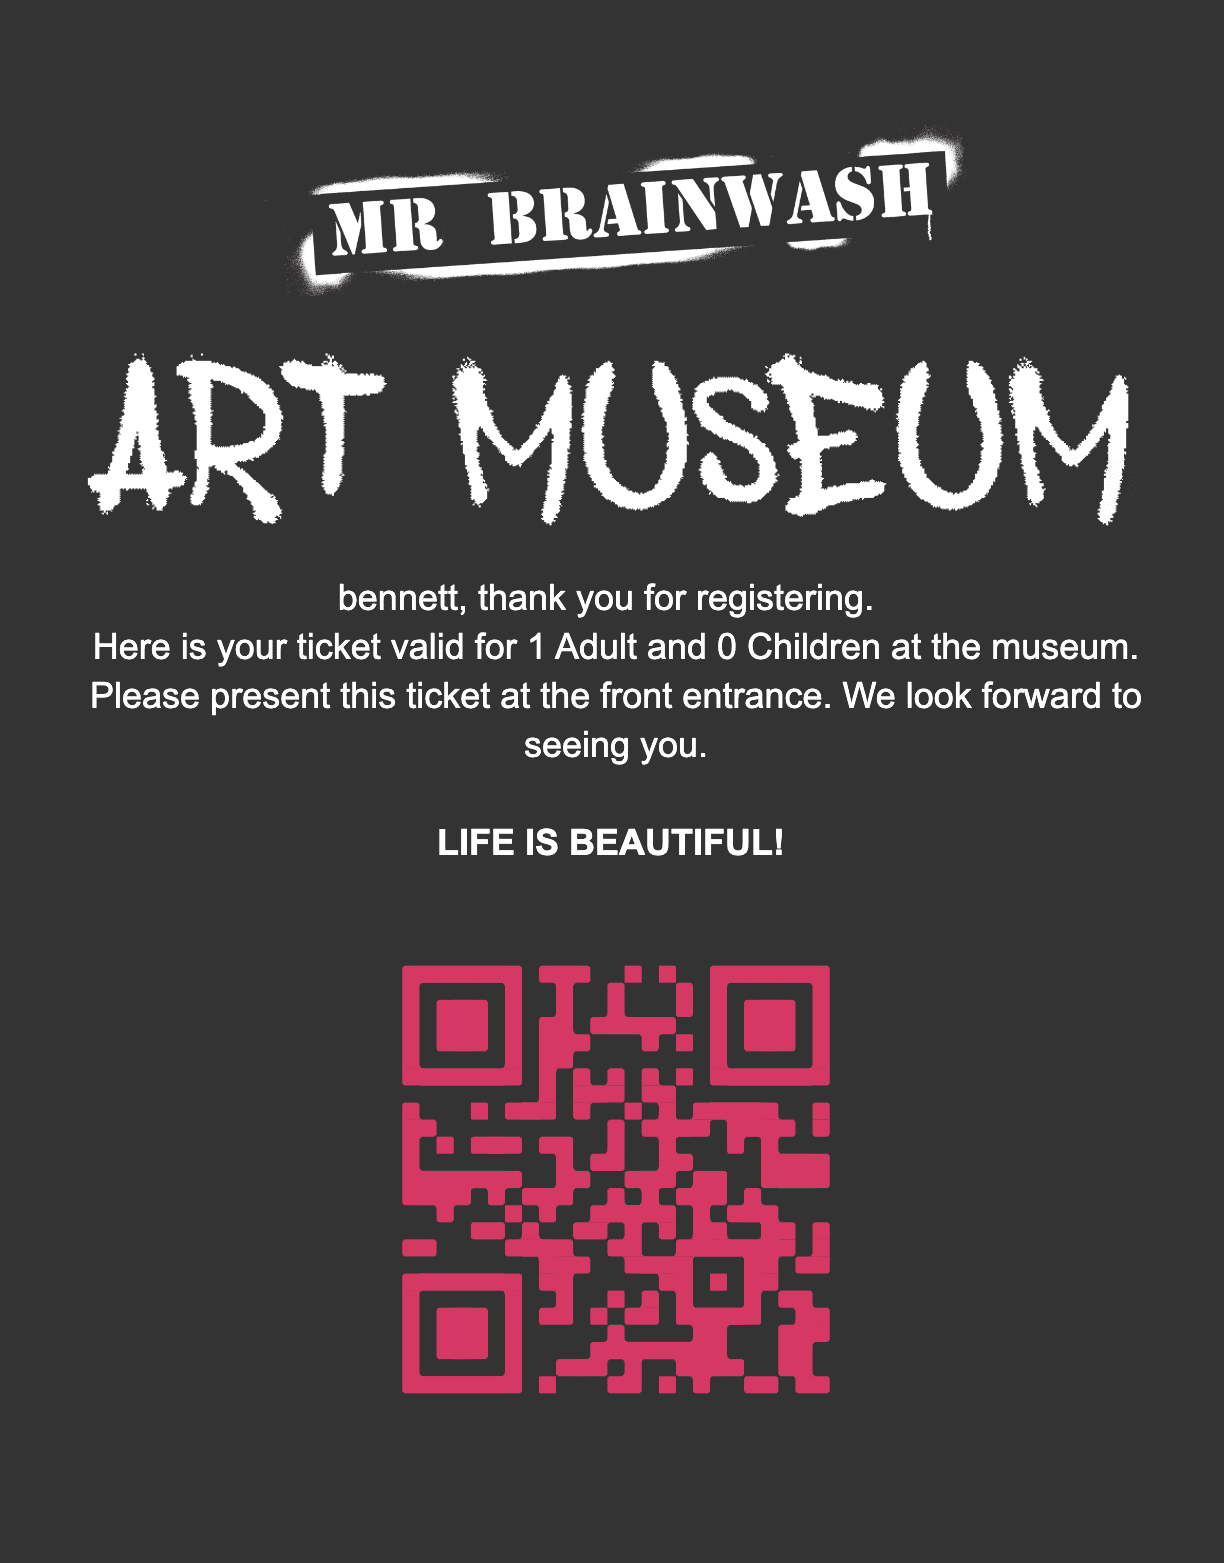 MR BRAINWASH
ART MUSEUM
bennett, thank you for registering.
Here is your ticket valid for 1 Adult and 0 Children at the museum.
Please present this ticket at the front entrance. We look forward to
seeing you.
LIFE IS BEAUTIFUL!